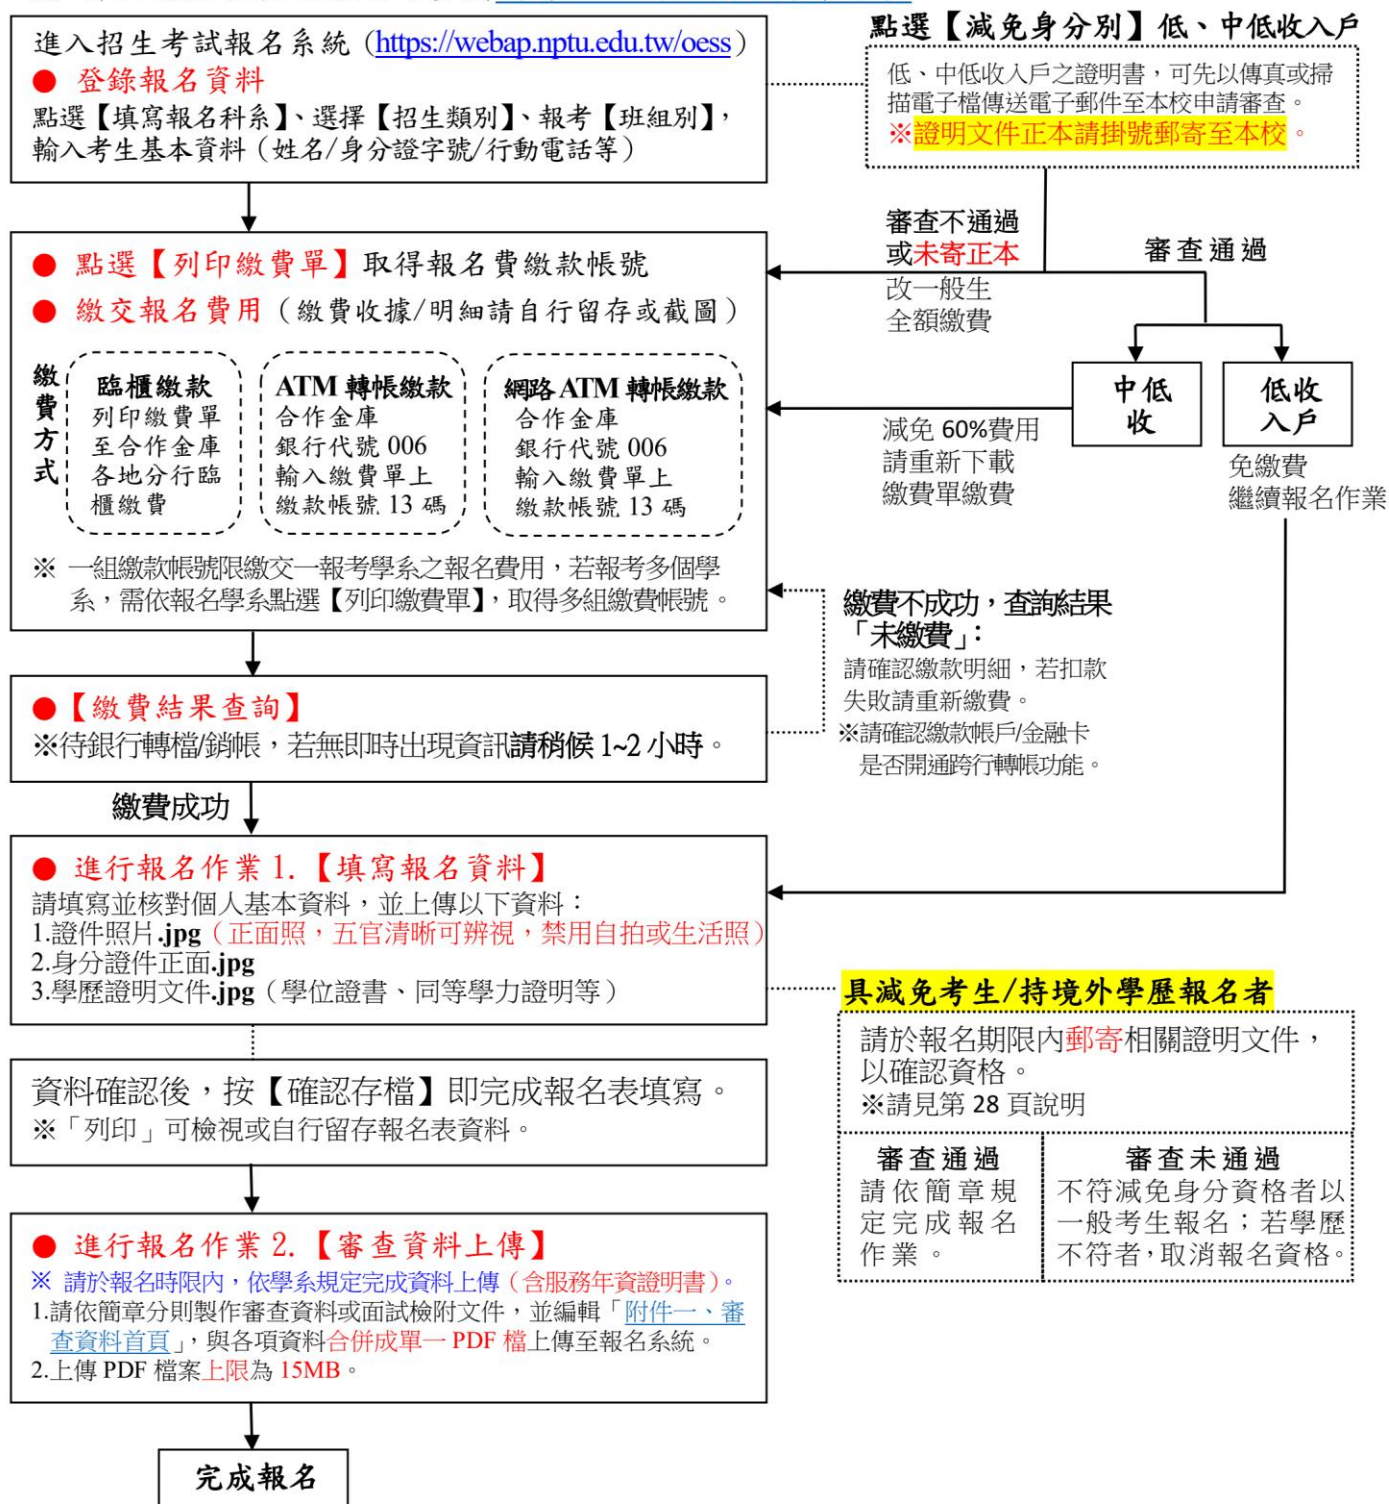 進入招生考試報名系統 (https://webap.nptu.edu.tw/oess)
● 登錄報名資料
點選【填寫報名科系】、選擇【招生類別】、報考【班組別】,
輸入考生基本資料（姓名/身分證字號/行動電話等）
點選【減免身分別】低、中低收入戶
低、中低收入戶之證明書，可先以傳真或掃
描電子檔傳送電子郵件至本校申請審查。
※證明文件正本請掛號郵寄至本校。
審查不通過
或未寄正本
改一般生
全額繳費
審查通過
● 點選【列印繳費單】取得報名費繳款帳號
● 繳交報名費用（繳費收據/明細請自行留存或截圖）
繳費方式
臨櫃繳款
列印繳費單
至合作金庫
各地分行臨
櫃繳費
ATM 轉帳繳款
合作金庫
銀行代號 006
輸入繳費單上
繳款帳號 13 碼
網路 ATM 轉帳繳款
合作金庫
銀行代號 006
輸入繳費單上
繳款帳號 13 碼
中低
收
低收
入戶
減免 60%費用
請重新下載
繳費單繳費
免繳費
繼續報名作業
※ 一組繳款帳號限繳交一報考學系之報名費用，若報考多個學
系，需依報名學系點選【列印繳費單】，取得多組繳費帳號。
繳費不成功，查詢結果
「未繳費」：
請確認繳款明細，若扣款
失敗請重新繳費。
※請確認繳款帳戶/金融卡
是否開通跨行轉帳功能。
●【繳費結果查詢】
※待銀行轉檔/銷帳，若無即時出現資訊請稍候 1~2 小時。
繳費成功
● 進行報名作業 1.【填寫報名資料】
請填寫並核對個人基本資料，並上傳以下資料：
1.證件照片.jpg（正面照，五官清晰可辨視，禁用自拍或生活照）
2.身分證件正面.jpg
3.學歷證明文件.jpg（學位證書、同等學力證明等）
具減免考生/持境外學歷報名者
請於報名期限內郵寄相關證明文件，
以確認資格。
※請見第 28 頁說明
審查通過
請依簡章規
定完成報名
作業。
審查未通過
不符減免身分資格者以
一般考生報名；若學歷
不符者，取消報名資格。
資料確認後，按【確認存檔】即完成報名表填寫。
※「列印」可檢視或自行留存報名表資料。
● 進行報名作業 2.【審查資料上傳】
※ 請於報名時限內，依學系規定完成資料上傳（含服務年資證明書）。
1.請依簡章分則製作審查資料或面試檢附文件，並編輯「附件一、審
查資料首頁」，與各項資料合併成單一 PDF 檔上傳至報名系統。
2.上傳 PDF 檔案上限為 15MB。
完成報名